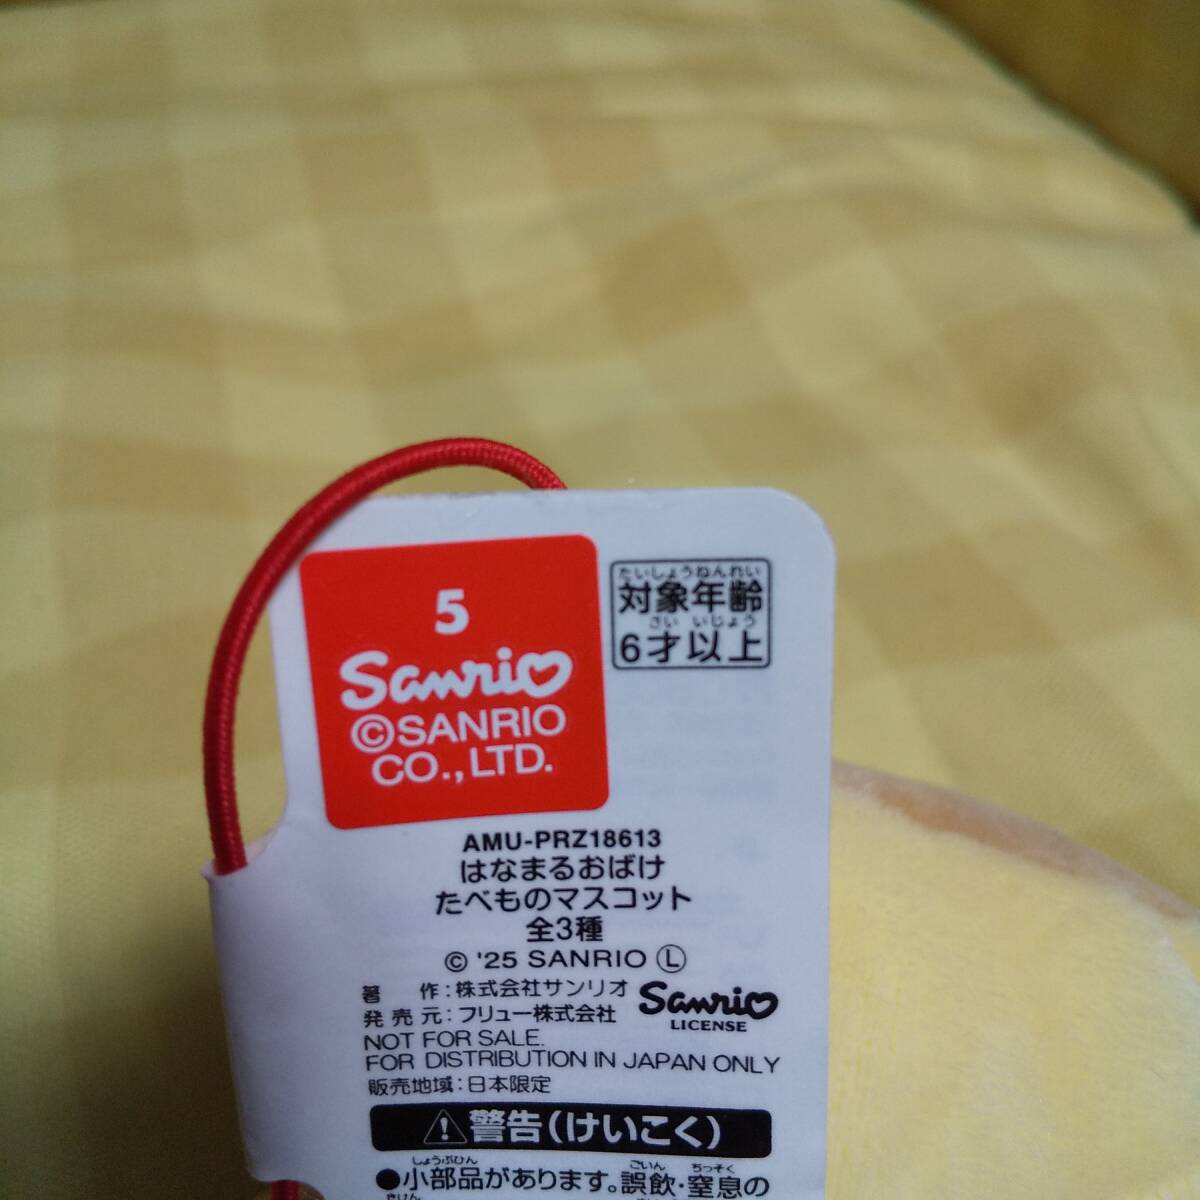 5
Sanrio
©SANRIO
CO.,LTD.
たいしょうねんれい
対象年齢
さい いじょう
6才以上
AMU-PRZ18613
はなまるおばけ
たべものマスコット
全3種
© '25 SANRIO Ⓛ
著　作:株式会社サンリオ
発売元:フリュー株式会社
Sanrio
LICENSE
NOT FOR SALE.
FOR DISTRIBUTION IN JAPAN ONLY
販売地域:日本限定
警告(けいこく)
しょうぶひん ごいん ちっそく
●小部品があります。誤飲・窒息の
きけん